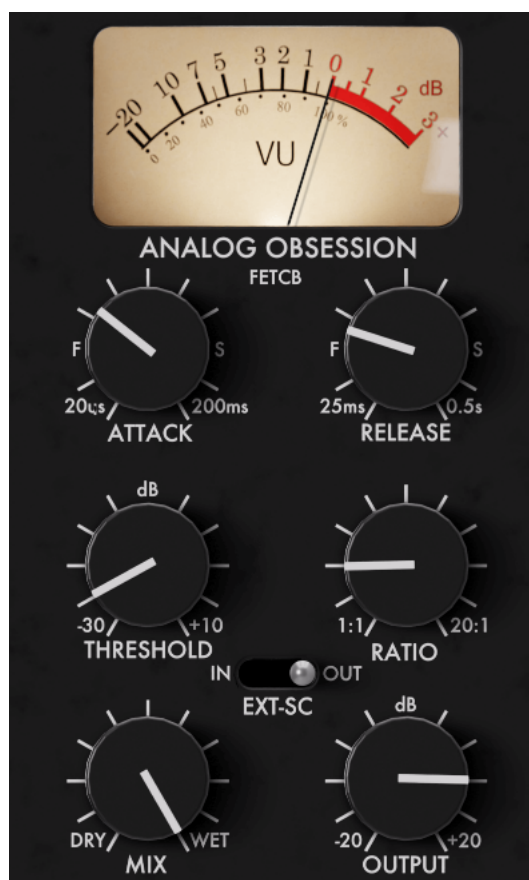 -20 10 7 5 3 2 1 0 1 2 3 dB
0 20 40 60 80 100 %
VU
ANALOG OBSESSION
FETCB
F S F S
20us 200ms 25ms 0.5s
ATTACK RELEASE
dB
-30 +10 1:1 20:1
THRESHOLD RATIO
IN OUT
EXT-SC
dB
DRY WET -20 +20
MIX OUTPUT